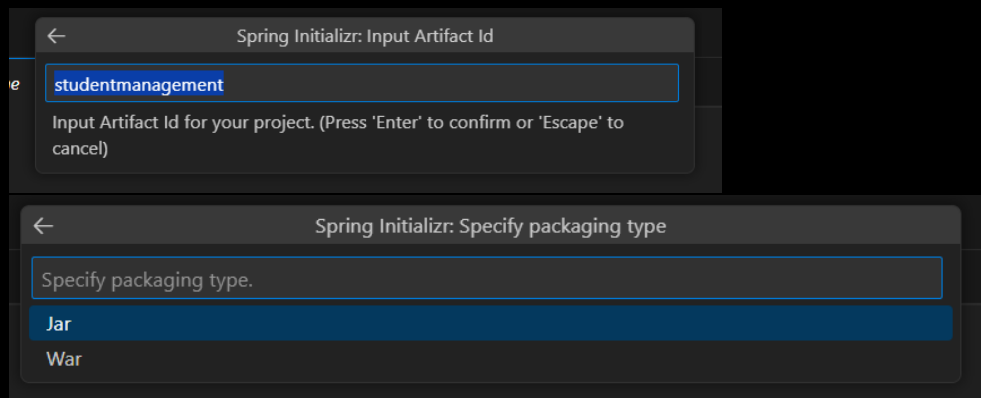 Spring Initializr: Input Artifact Id
studentmanagement
Input Artifact Id for your project. (Press 'Enter' to confirm or 'Escape' to
cancel)
Spring Initializr: Specify packaging type
Specify packaging type.
Jar
War